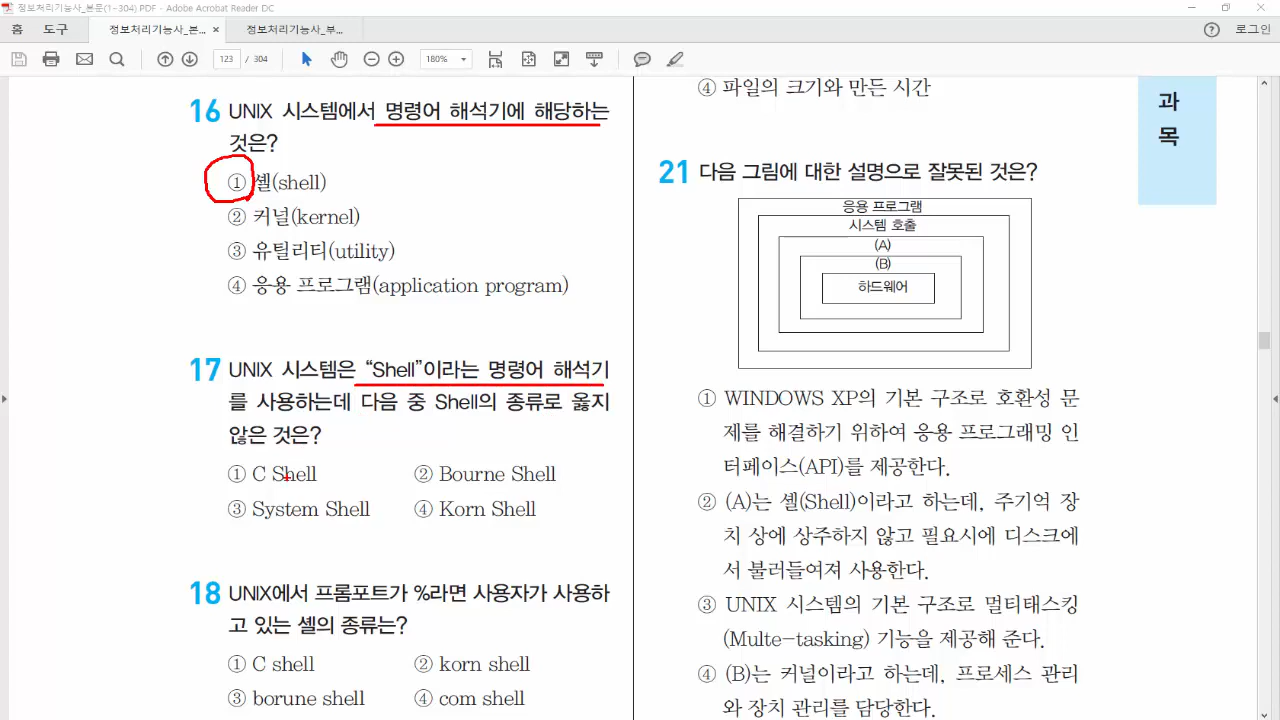 정보처리기능사_본문(1-304) PDF - Adobe Acrobat Reader DC
홈 도구 정보처리기능사_본... × 정보처리기능사_부... 로그인
123 / 304 180%
16 UNIX 시스템에서 명령어 해석기에 해당하는
것은?
① 셸(shell)
② 커널(kernel)
③ 유틸리티(utility)
④ 응용 프로그램(application program)
17 UNIX 시스템은 “Shell”이라는 명령어 해석기
를 사용하는데 다음 중 Shell의 종류로 옳지
않은 것은?
① C Shell ② Bourne Shell
③ System Shell ④ Korn Shell
18 UNIX에서 프롬포트가 %라면 사용자가 사용하
고 있는 셸의 종류는?
① C shell ② korn shell
③ borune shell ④ com shell
④ 파일의 크기와 만든 시간
21 다음 그림에 대한 설명으로 잘못된 것은?
응용 프로그램
시스템 호출
(A)
(B)
하드웨어
① WINDOWS XP의 기본 구조로 호환성 문
제를 해결하기 위하여 응용 프로그래밍 인
터페이스(API)를 제공한다.
② (A)는 셸(Shell)이라고 하는데, 주기억 장
치 상에 상주하지 않고 필요시에 디스크에
서 불러들여져 사용한다.
③ UNIX 시스템의 기본 구조로 멀티태스킹
(Multe-tasking) 기능을 제공해 준다.
④ (B)는 커널이라고 하는데, 프로세스 관리
와 장치 관리를 담당한다.
과
목